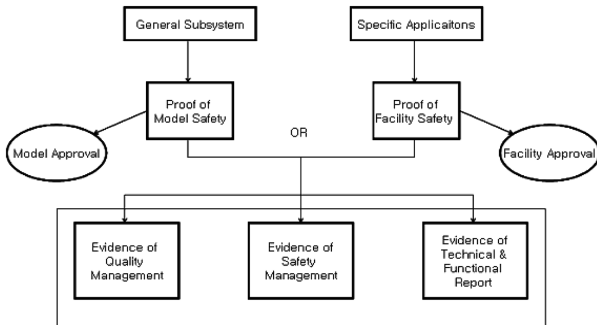 General Subsystem
Specific Applicaitons
Proof of
Model Safety
Proof of
Facility Safety
OR
Model Approval
Facility Approval
Evidence of
Quality
Management
Evidence of
Safety
Management
Evidence of
Technical &
Functional
Report